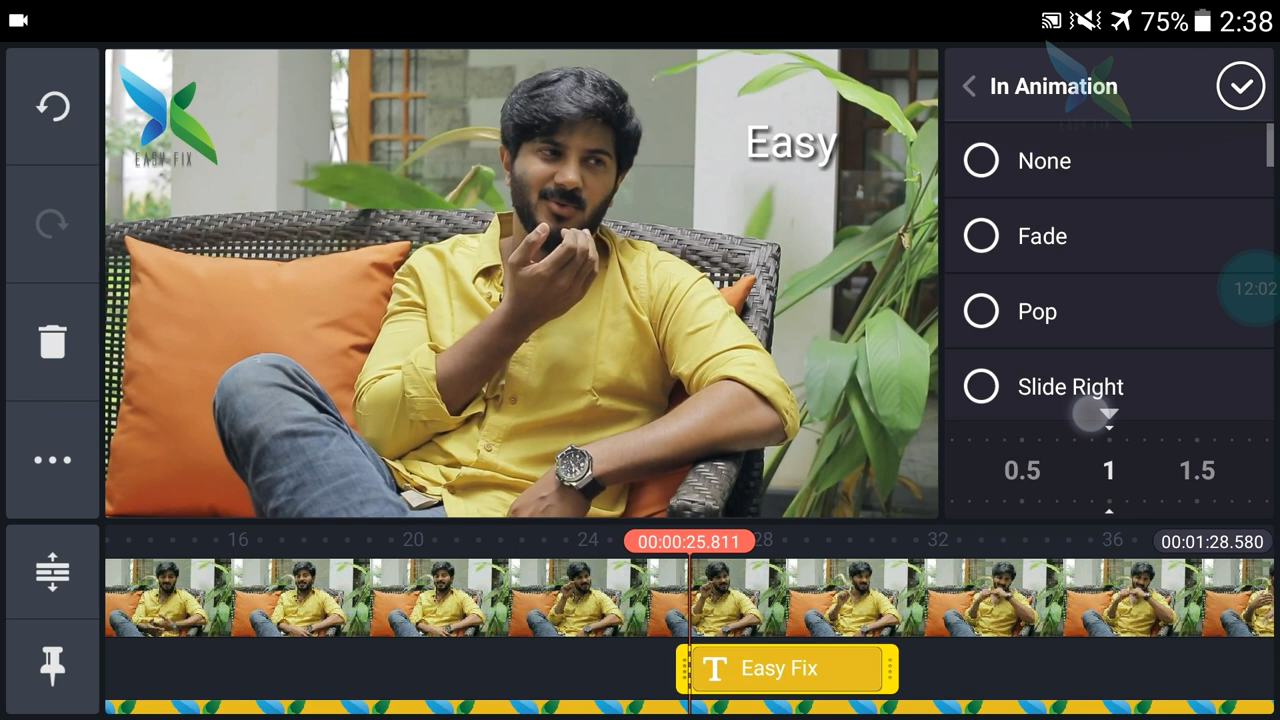 75% 2:38
In Animation
EASY FIX
Easy
None
Fade
12:02
Pop
Slide Right
0.5 1 1.5
16 20 24 00:00:25.811 28 32 36 00:01:28.580
T Easy Fix